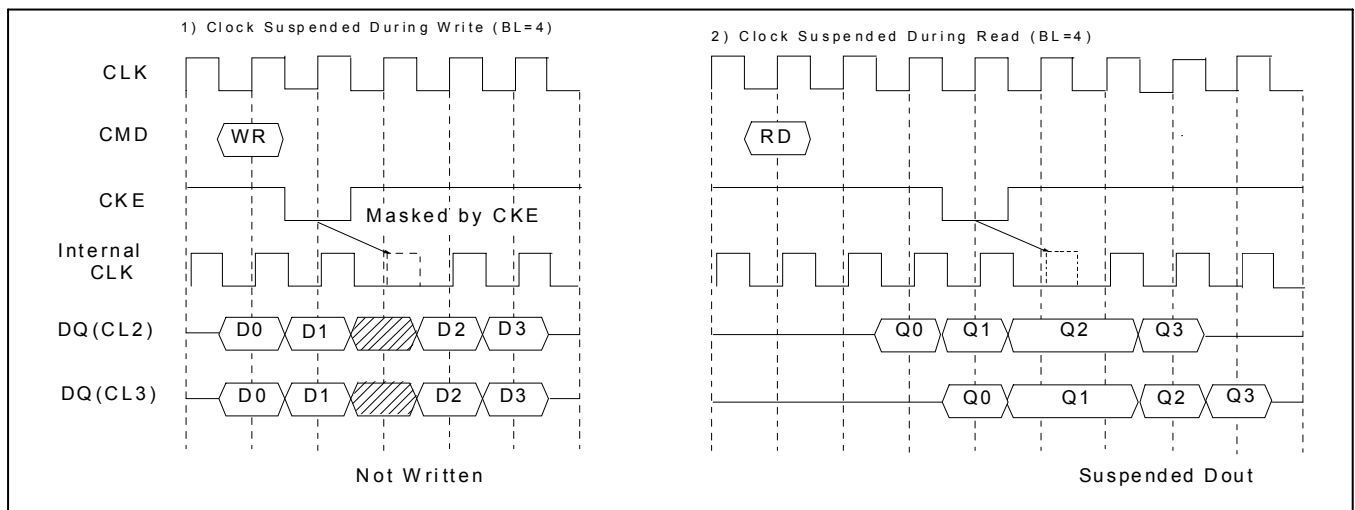 1) Clock Suspended During Write (BL=4)
2) Clock Suspended During Read (BL=4)
CLK
CMD
WR
RD
CKE
Masked by CKE
Internal
CLK
DQ(CL2)
D0
D1
D2
D3
Q0
Q1
Q2
Q3
DQ(CL3)
D0
D1
D2
D3
Q0
Q1
Q2
Q3
Not Written
Suspended Dout